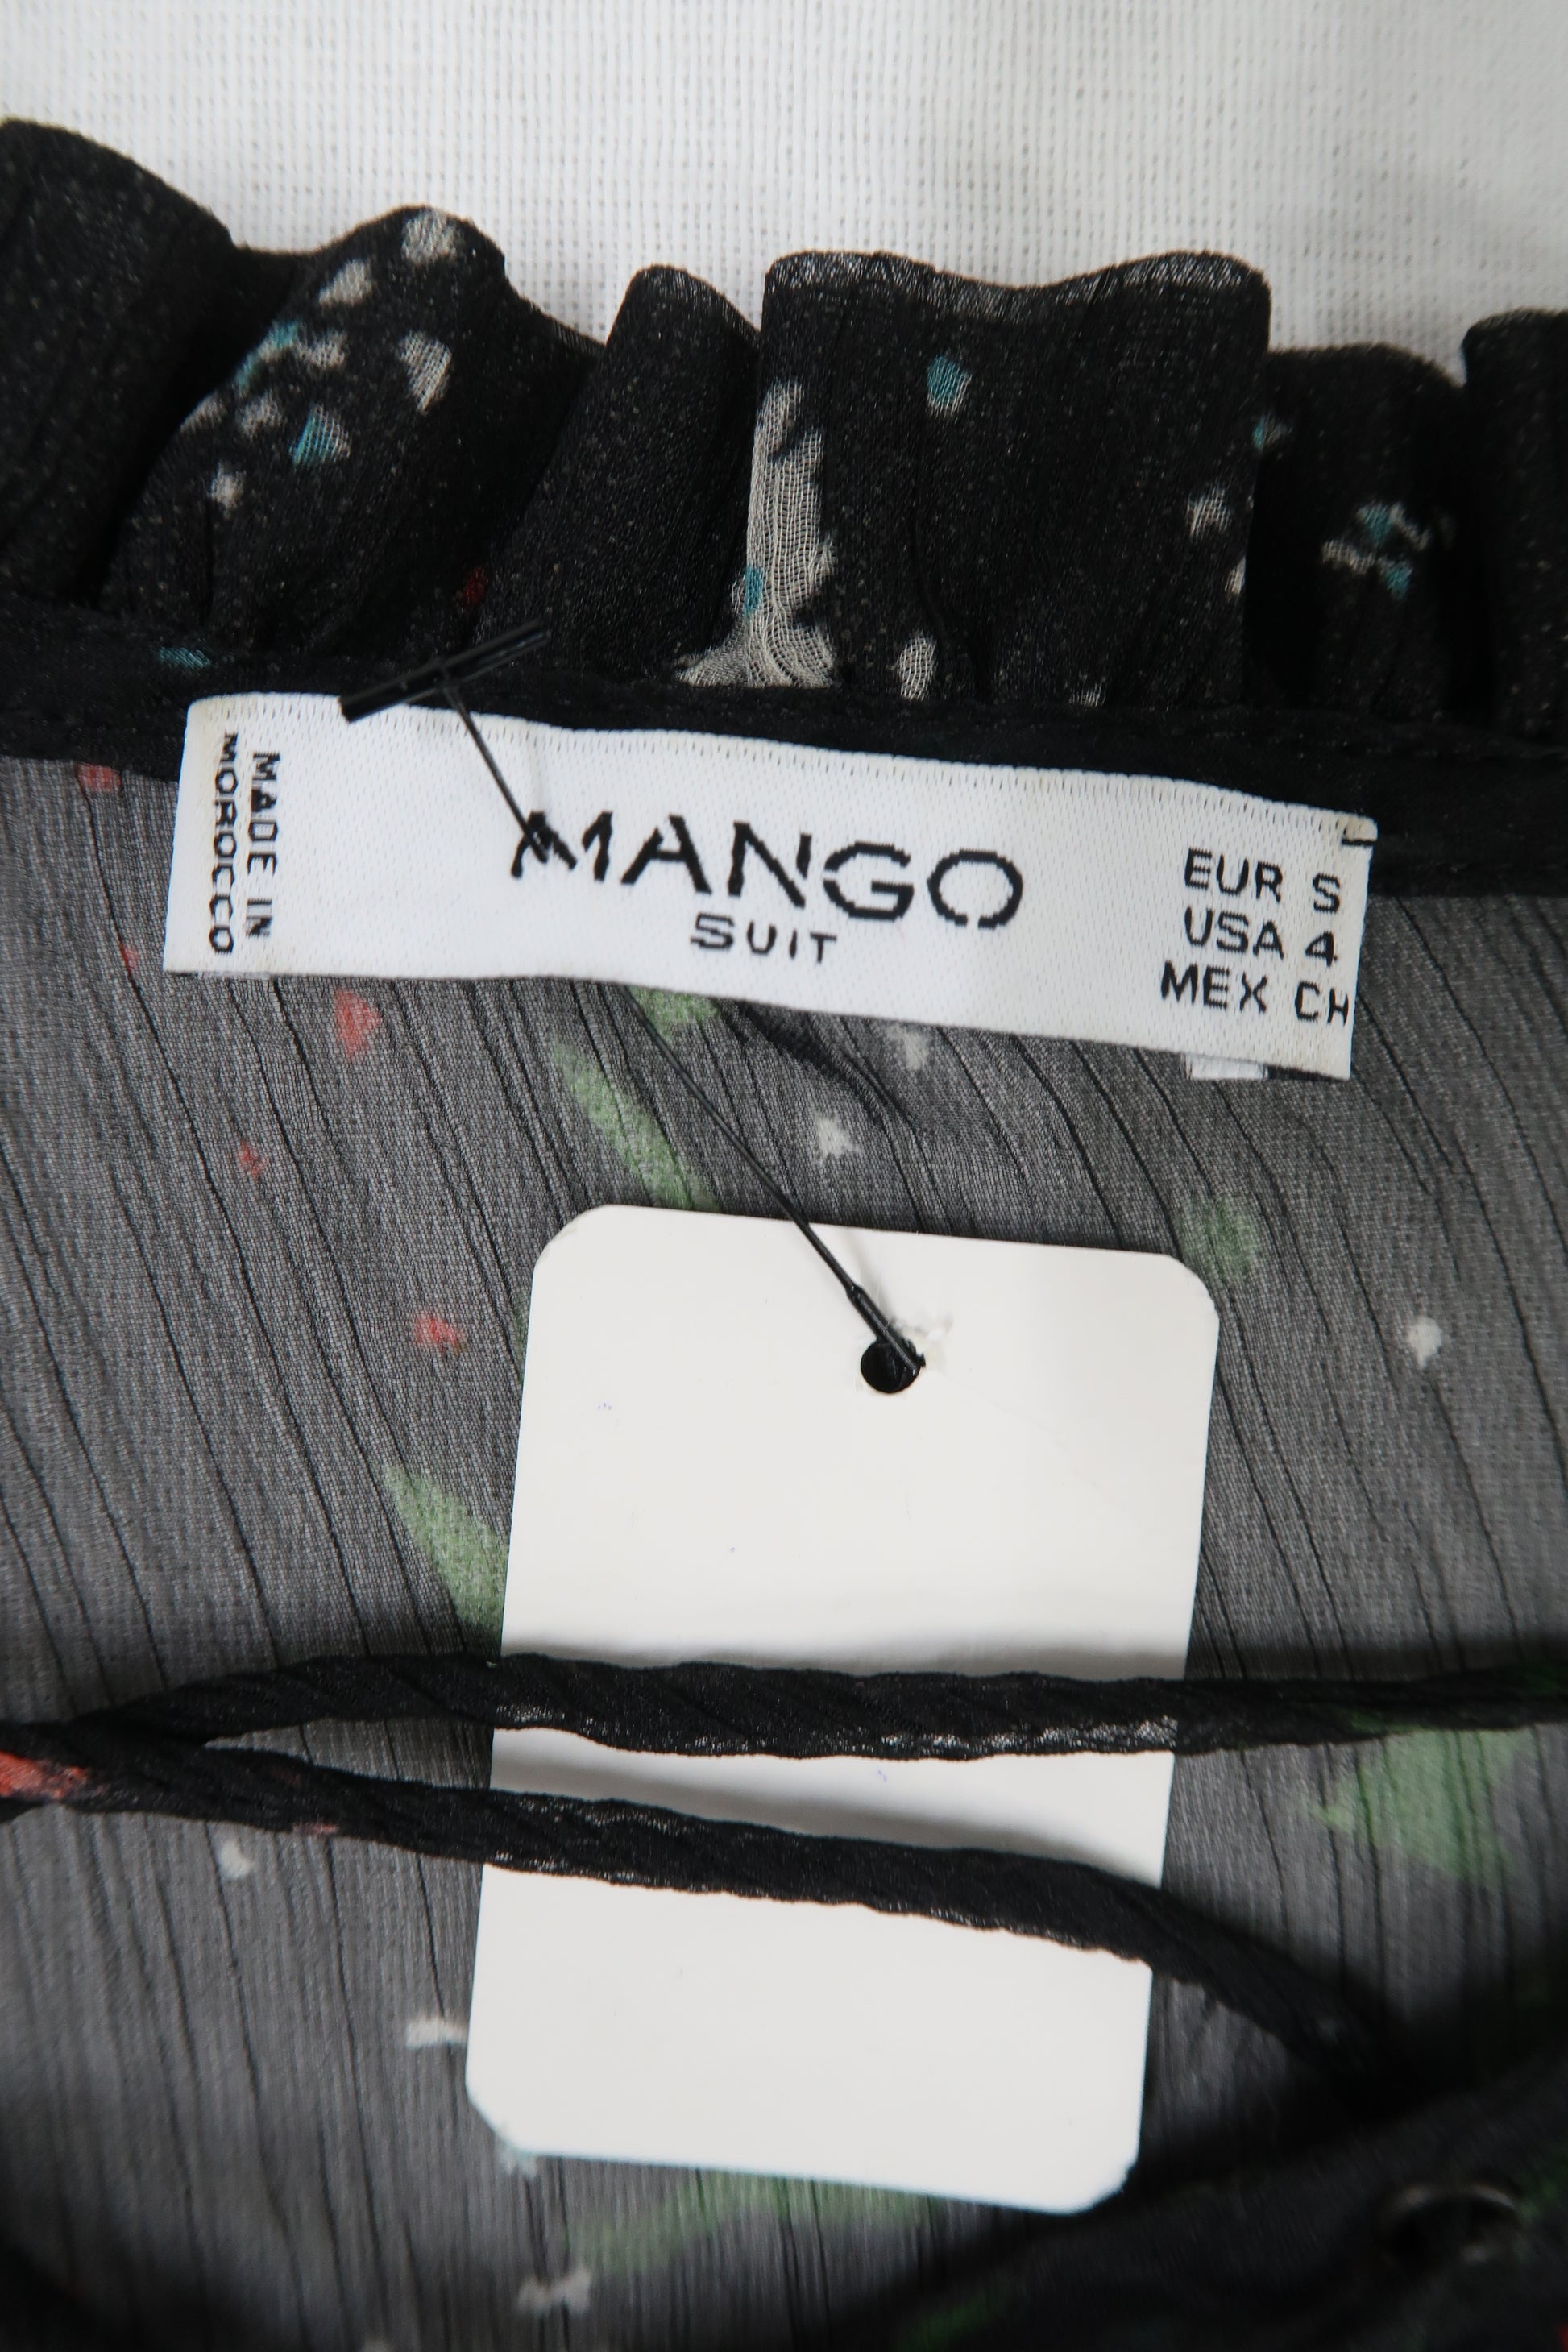 MADE IN
MOROCCO
MANGO
SUIT
EUR S
USA 4
MEX CH